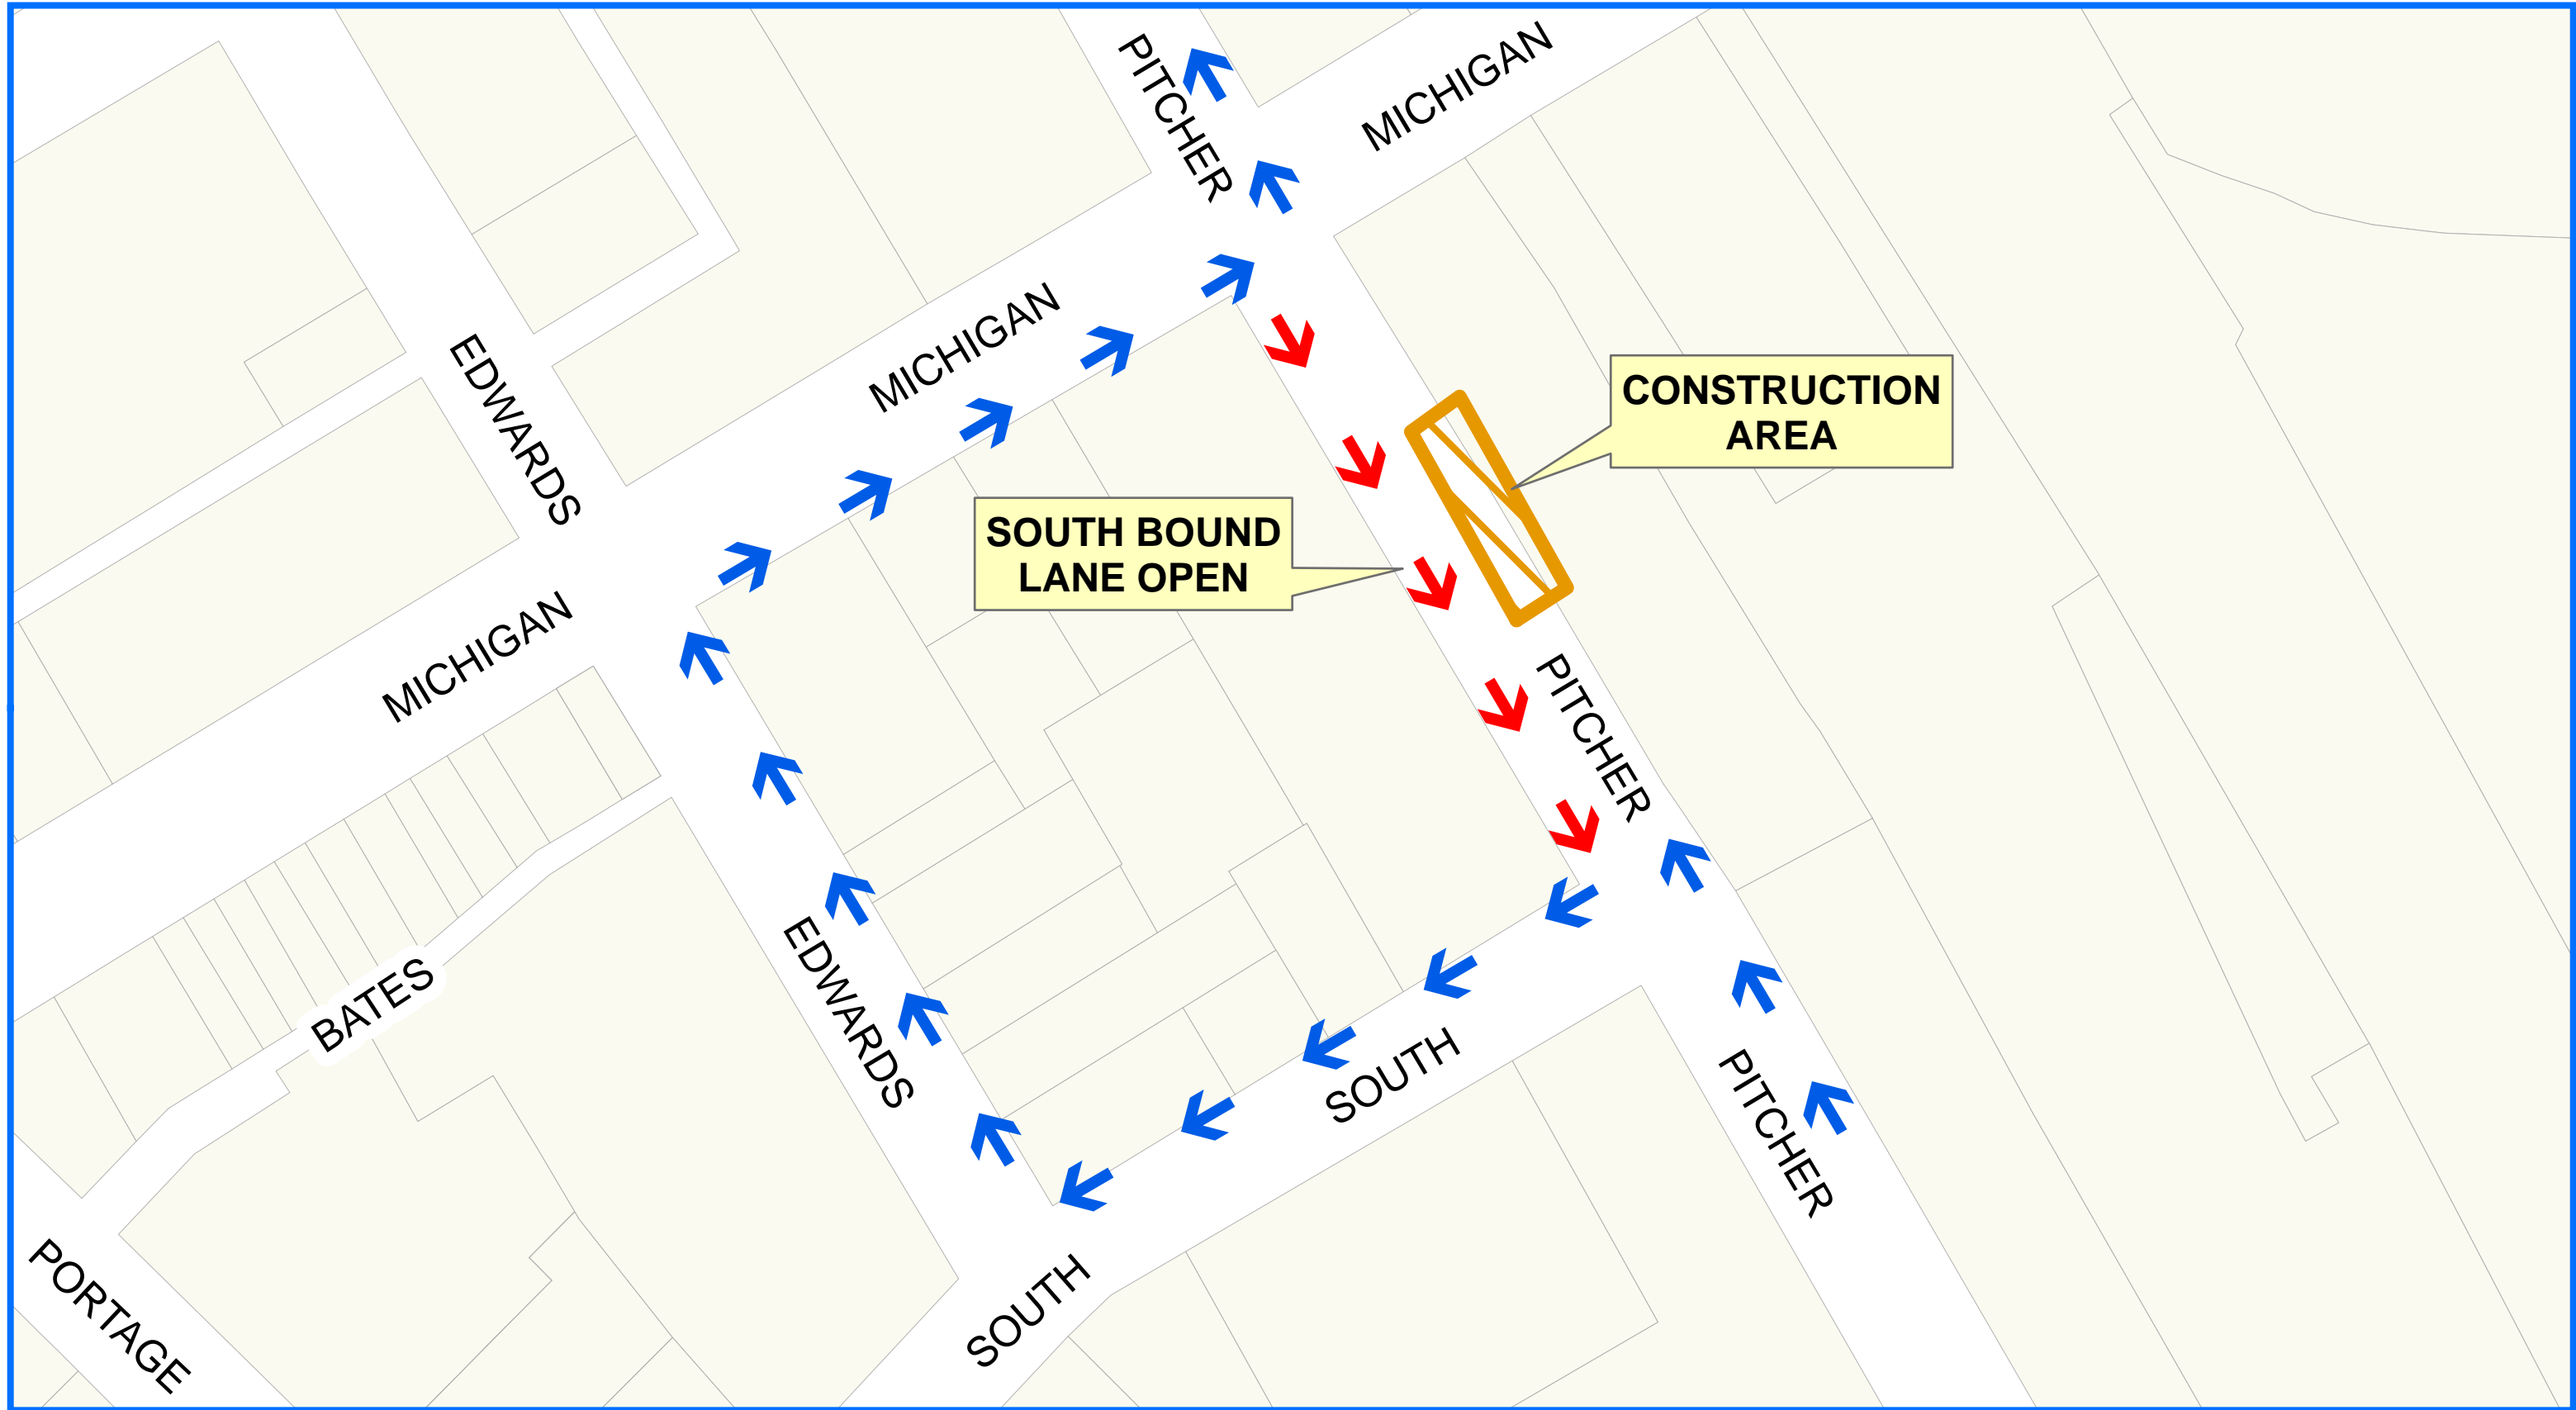 PITCHER
MICHIGAN
EDWARDS
MICHIGAN
CONSTRUCTION
AREA
SOUTH BOUND
LANE OPEN
MICHIGAN
PITCHER
EDWARDS
BATES
SOUTH
PITCHER
PORTAGE
SOUTH